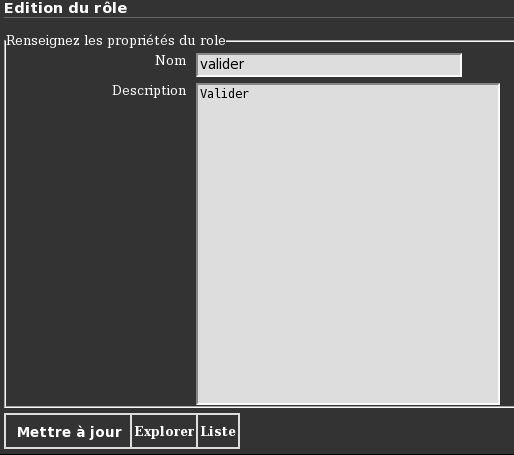 Edition du rôle
Renseignez les propriétés du role
Nom valider
Description Valider
Mettre à jour Explorer Liste